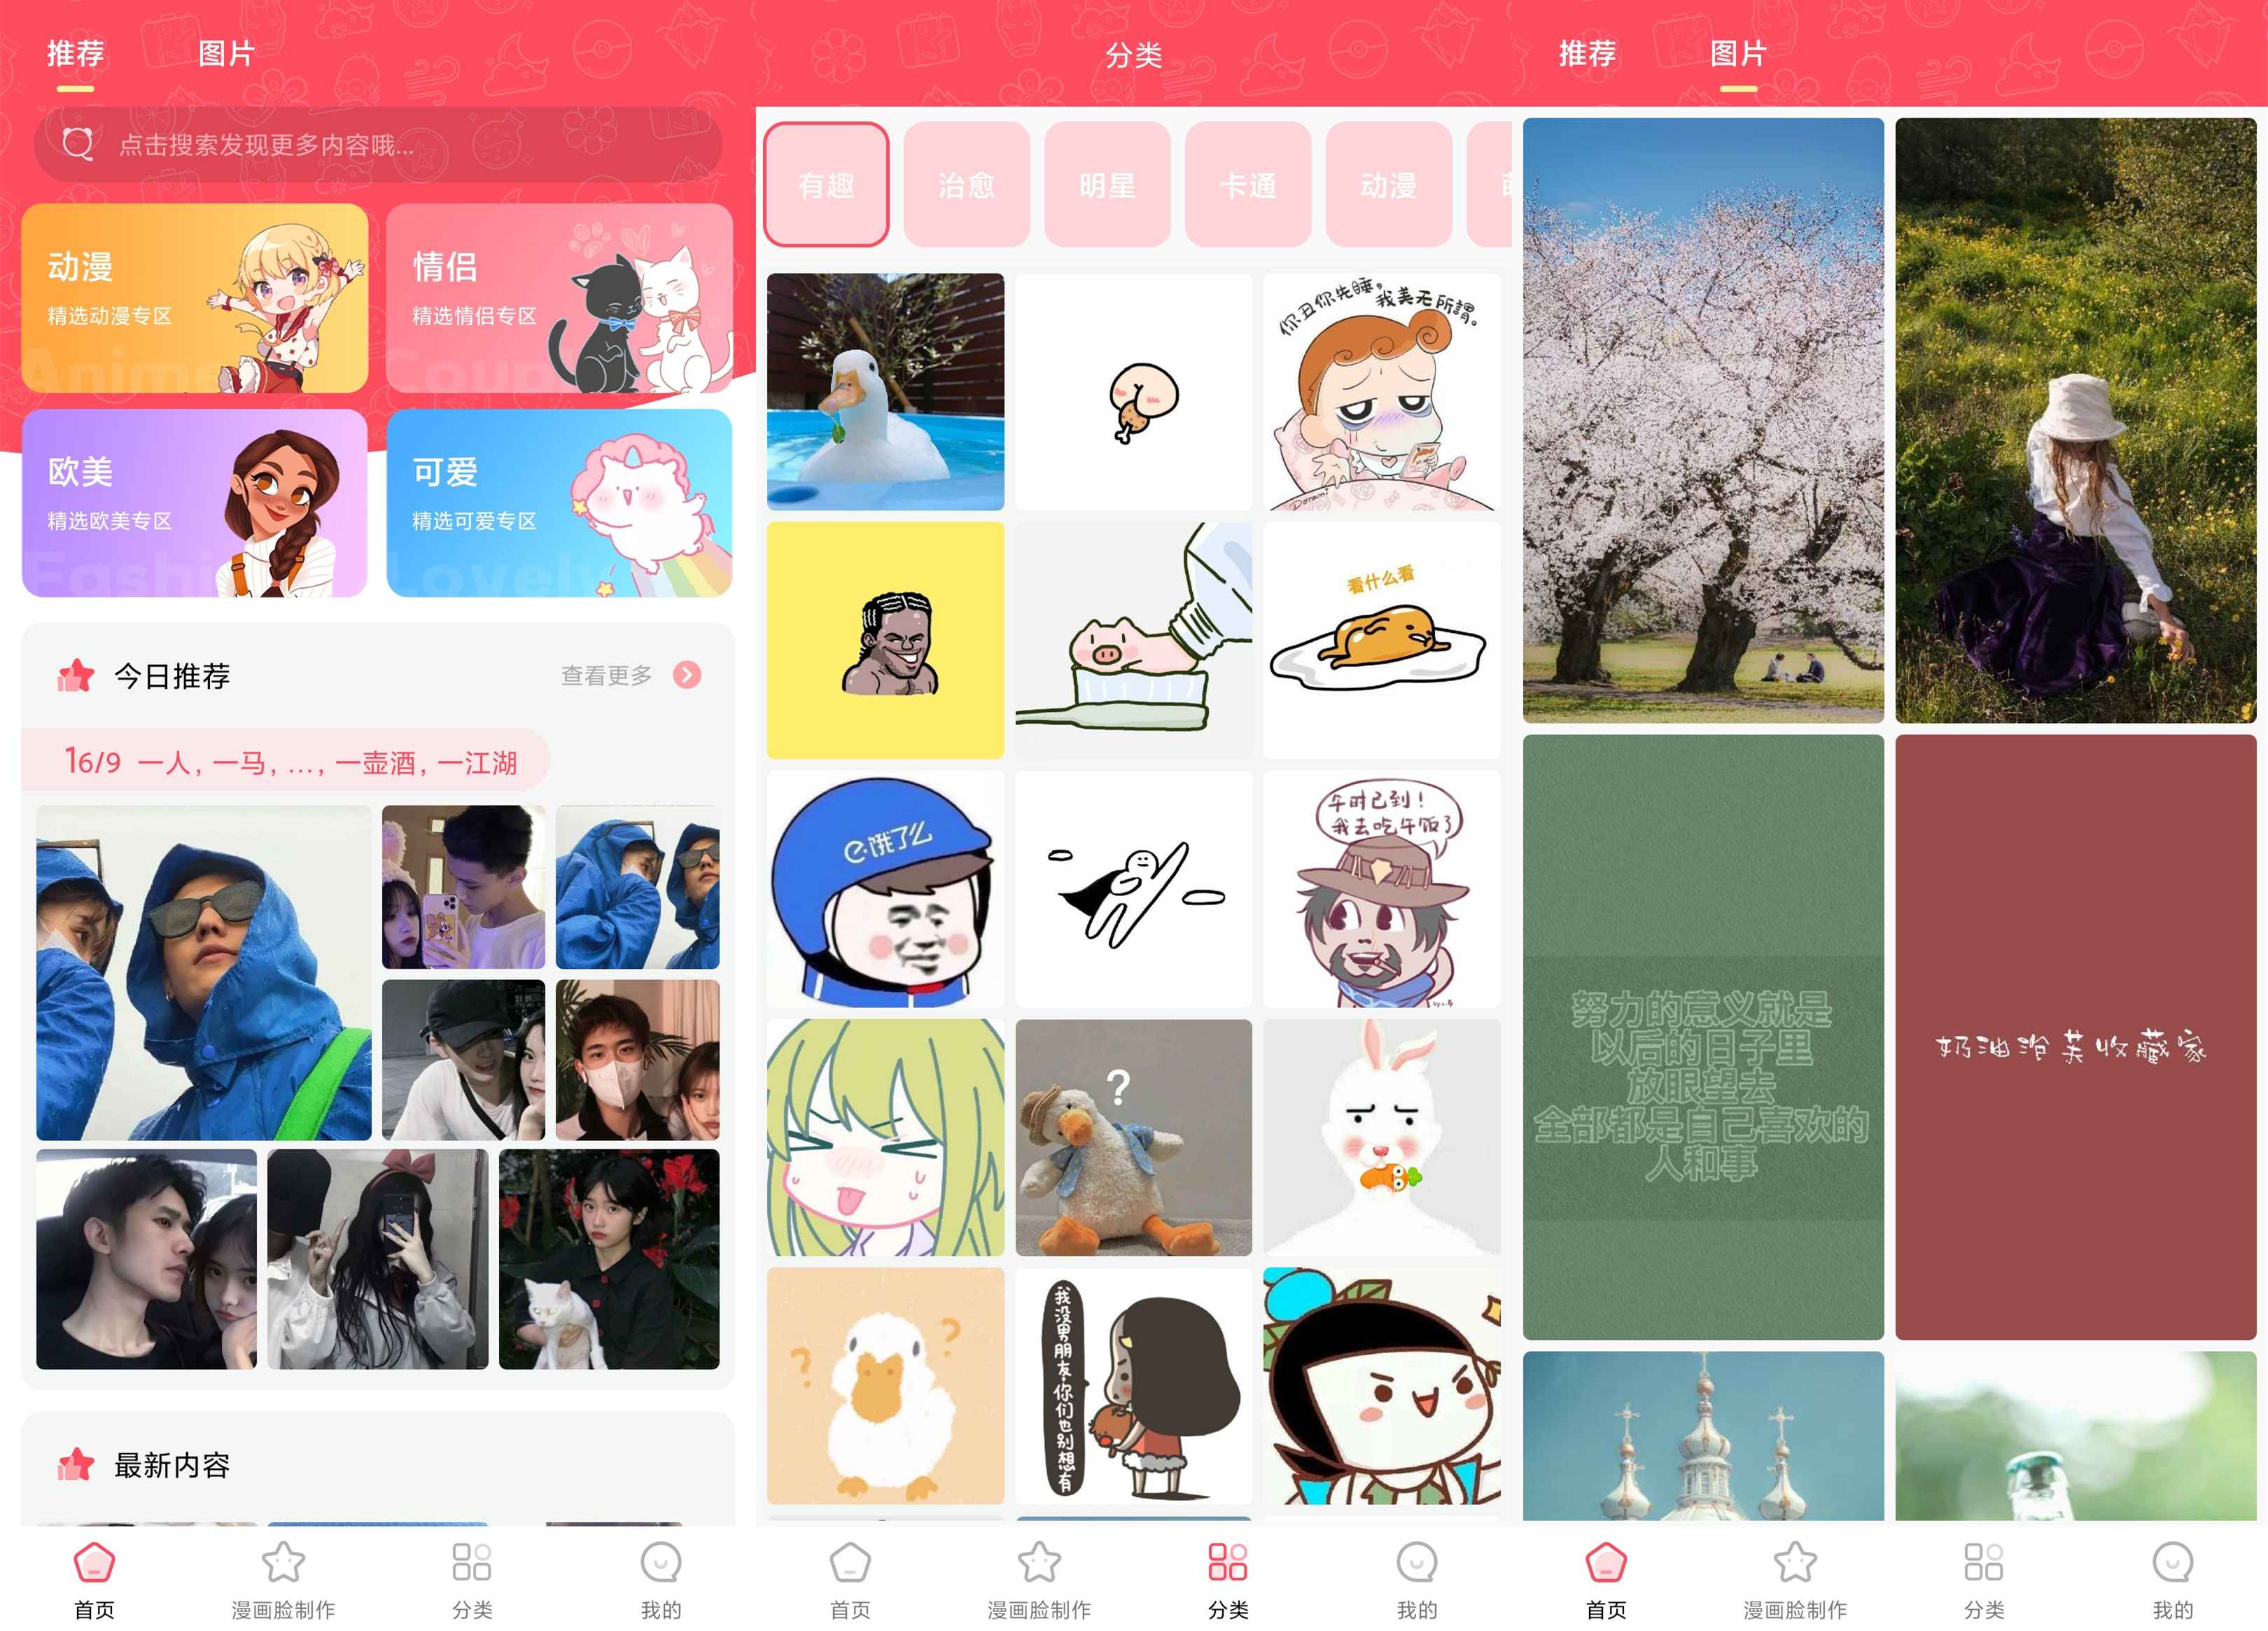 推荐
图片
点击搜索发现更多内容哦...
动漫
精选动漫专区
Anime
情侣
精选情侣专区
Coup
欧美
精选欧美专区
Fashi
可爱
精选可爱专区
Lovely
今日推荐
查看更多
16/9 一人，一马，...，一壶酒，一江湖
最新内容
首页
漫画脸制作
分类
我的
分类
有趣
治愈
明星
卡通
动漫
你丑你先睡，我美无所谓。
Dorami
看什么看
e 饿了么
午时已到！
我去吃午饭了
?
? ?
我没男朋友你们也别想有
首页
漫画脸制作
分类
我的
推荐
图片
努力的意义就是
以后的日子里
放眼望去
全部都是自己喜欢的
人和事
奶油泡芙收藏家
首页
漫画脸制作
分类
我的